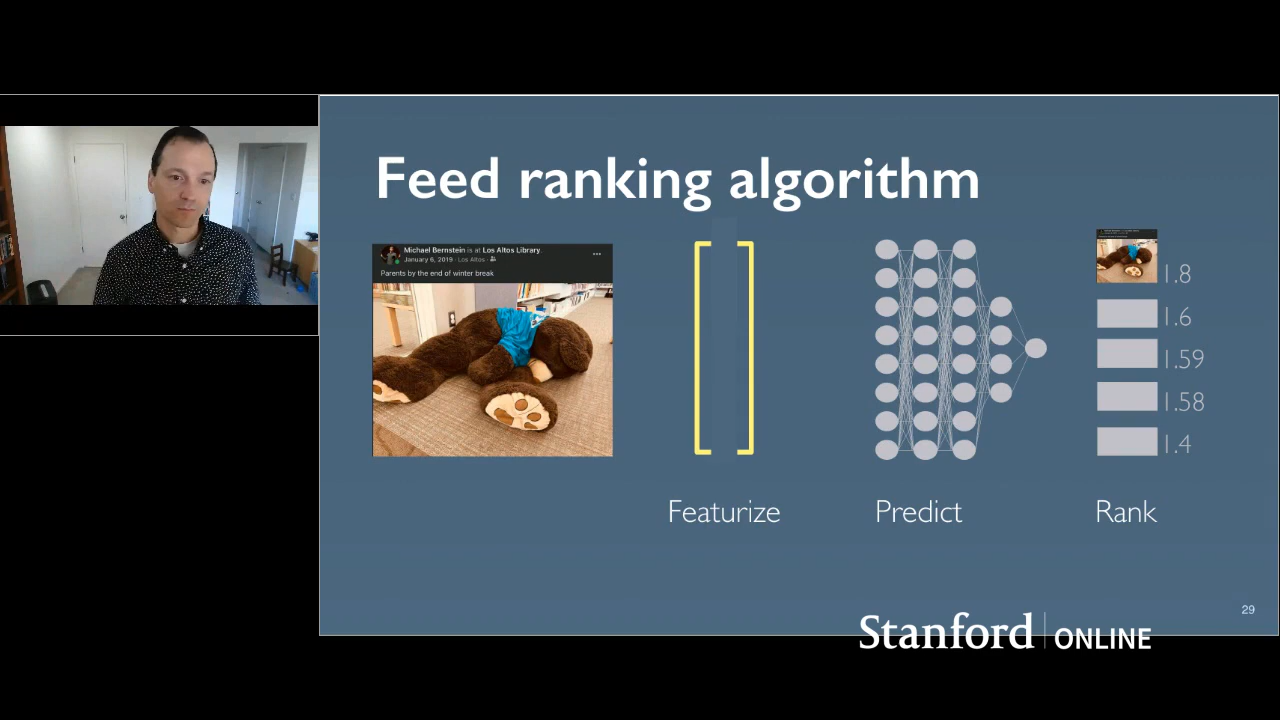 Feed ranking algorithm
Michael Bernstein is at Los Altos Library.
January 6, 2019 · Los Altos ·
Parents by the end of winter break
1.8
1.6
1.59
1.58
1.4
Featurize
Predict
Rank
29
Stanford ONLINE